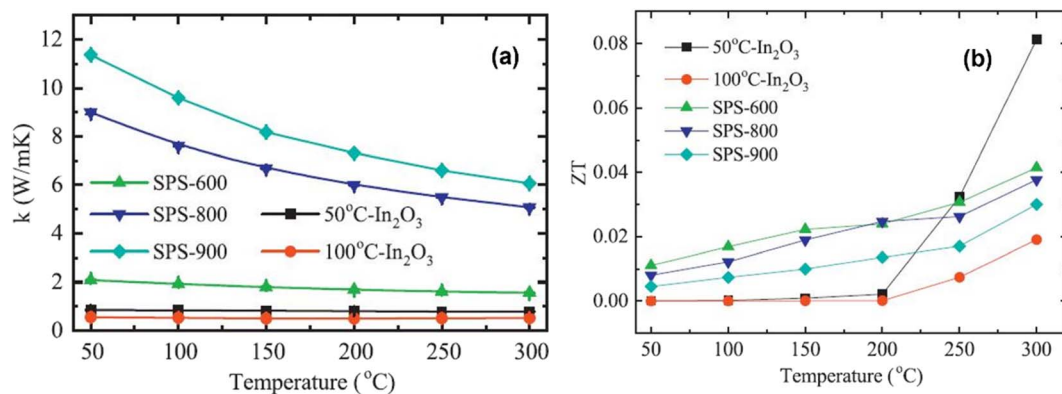 (a)
k (W/mK)
12
10
8
6
4
2
0
SPS-600
SPS-800
SPS-900
50°C-In₂O₃
100°C-In₂O₃
50 100 150 200 250 300
Temperature (°C)
(b)
ZT
0.08
0.06
0.04
0.02
0.00
50°C-In₂O₃
100°C-In₂O₃
SPS-600
SPS-800
SPS-900
50 100 150 200 250 300
Temperature (°C)